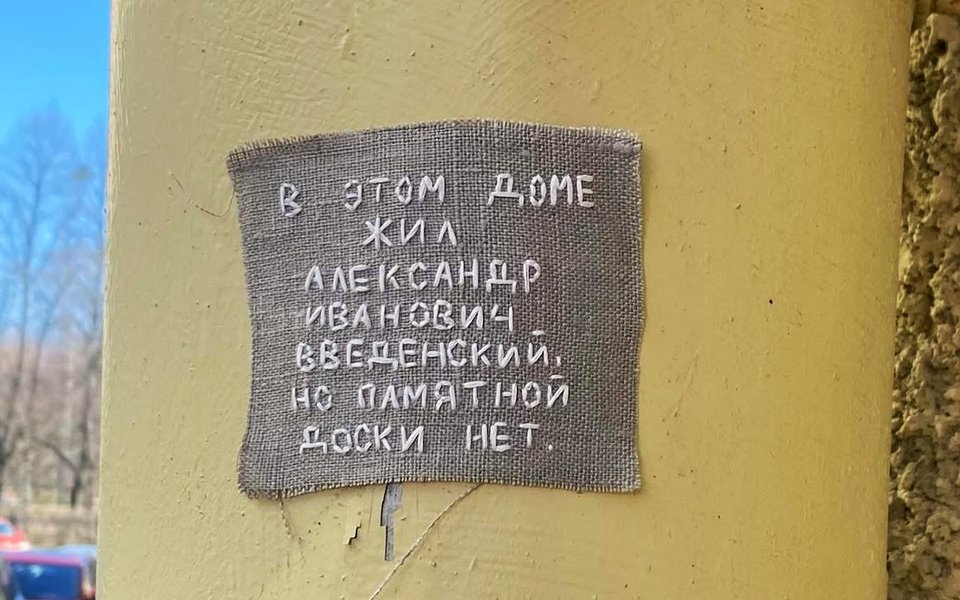 В ЭТОМ ДОМЕ
ЖИЛ
АЛЕКСАНДР
ИВАНОВИЧ
ВВЕДЕНСКИЙ.
НО ПАМЯТНОЙ
ДОСКИ НЕТ.